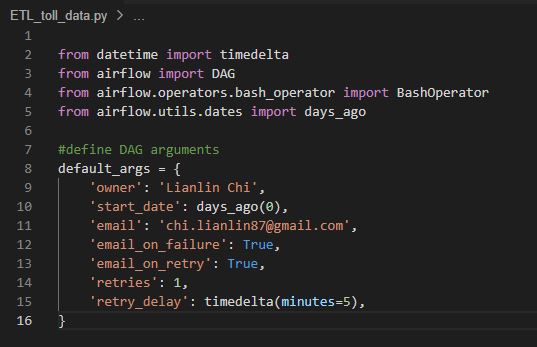 ETL_toll_data.py > ...
1
2 from datetime import timedelta
3 from airflow import DAG
4 from airflow.operators.bash_operator import BashOperator
5 from airflow.utils.dates import days_ago
6
7 #define DAG arguments
8 default_args = {
9     'owner': 'Lianlin Chi',
10     'start_date': days_ago(0),
11     'email': 'chi.lianlin87@gmail.com',
12     'email_on_failure': True,
13     'email_on_retry': True,
14     'retries': 1,
15     'retry_delay': timedelta(minutes=5),
16 }